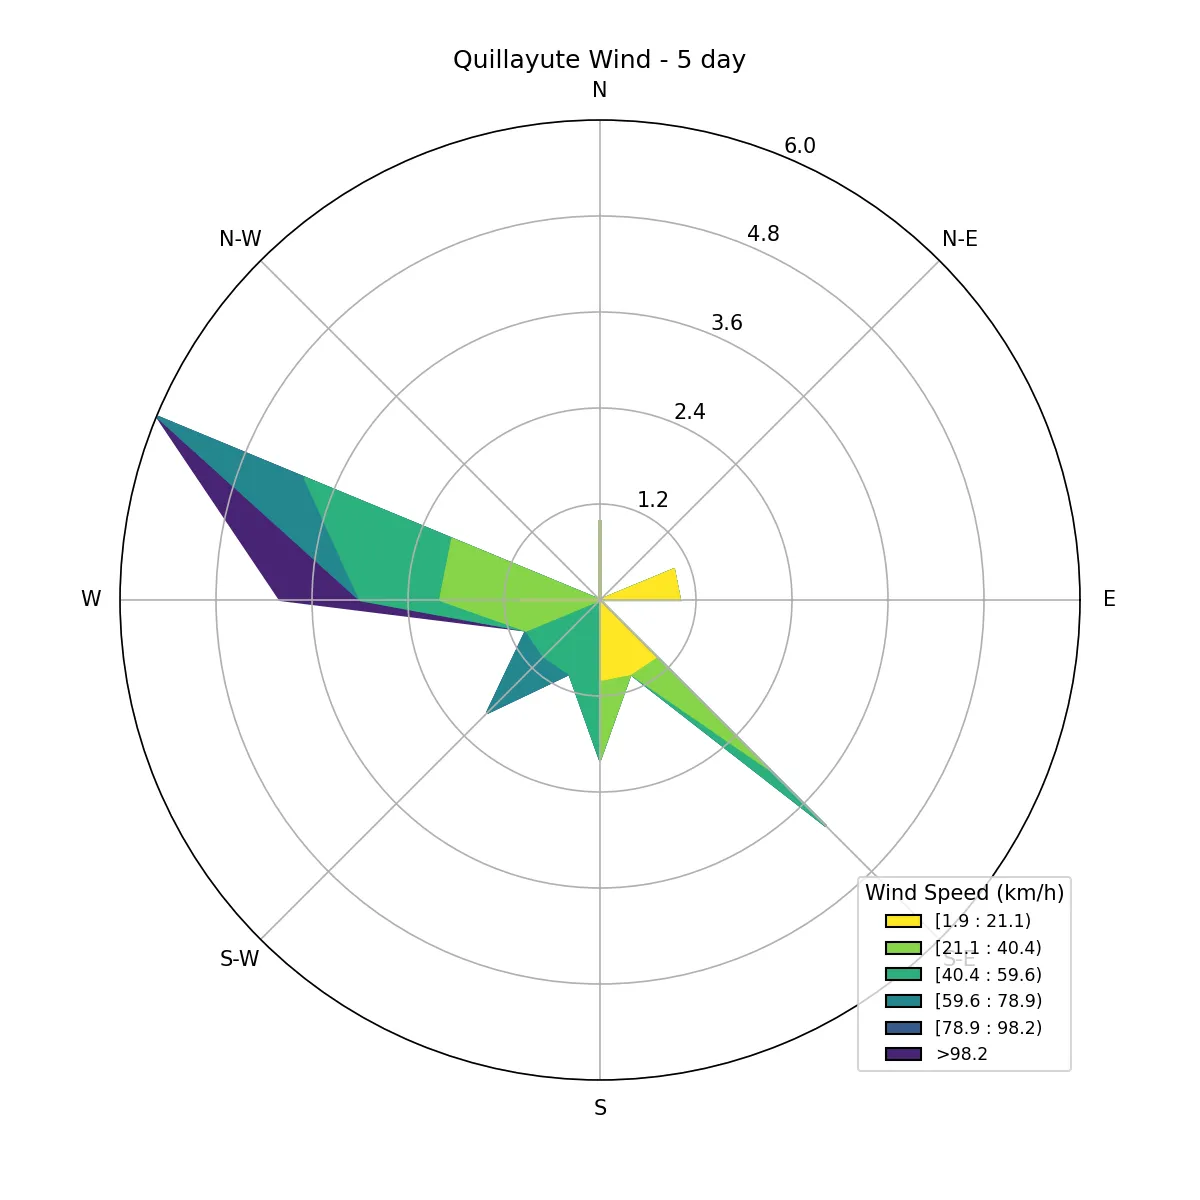 Quillayute Wind - 5 day
N
6.0
4.8
N-W
N-E
3.6
2.4
1.2
W
E
Wind Speed (km/h)
[1.9 : 21.1)
[21.1 : 40.4)
S-W
S-E
[40.4 : 59.6)
[59.6 : 78.9)
[78.9 : 98.2)
>98.2
S